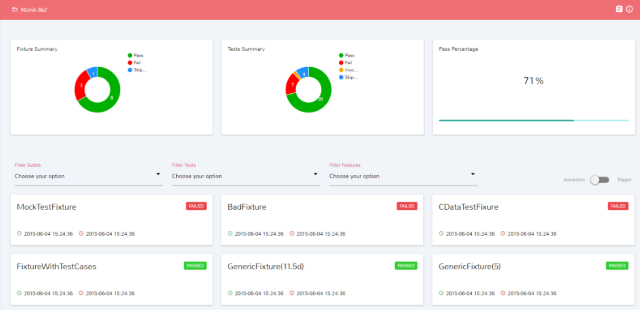 NUnit-3b2
Fixture Summary
Pass
Fail
Skip...
3
1
Tests Summary
Pass
Fail
Inco...
Skip...
7
4
Pass Percentage
71%
Filter Suites
Choose your option
Filter Tests
Choose your option
Filter Features
Choose your option
Annotation Toggle
MockTestFixture FAILED
2015-06-04 15:24:36 2015-06-04 15:24:36
BadFixture FAILED
2015-06-04 15:24:36 2015-06-04 15:24:36
CDataTestFixure FAILED
2015-06-04 15:24:36 2015-06-04 15:24:36
FixtureWithTestCases PASSED
2015-06-04 15:24:36 2015-06-04 15:24:36
GenericFixture(11.5d) PASSED
2015-06-04 15:24:36 2015-06-04 15:24:36
GenericFixture(5) PASSED
2015-06-04 15:24:36 2015-06-04 15:24:36